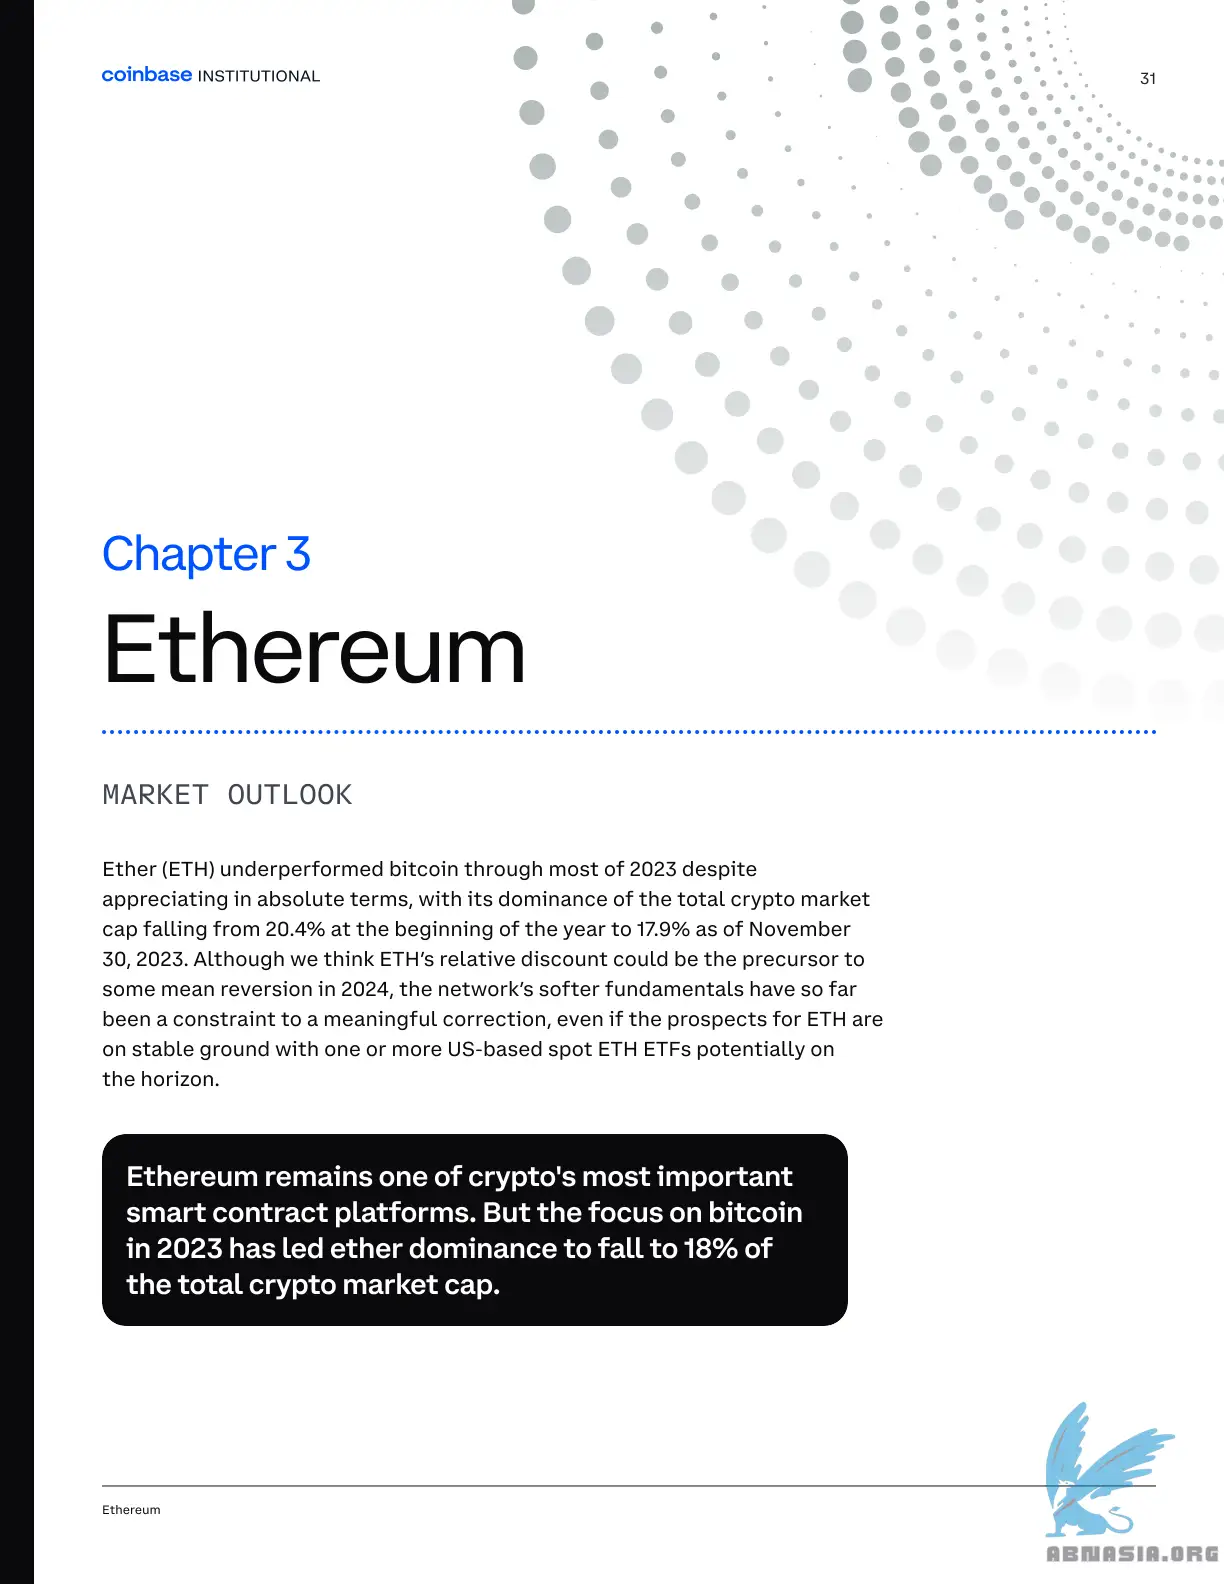 coinbase INSTITUTIONAL
31
Chapter 3
Ethereum
MARKET OUTLOOK
Ether (ETH) underperformed bitcoin through most of 2023 despite
appreciating in absolute terms, with its dominance of the total crypto market
cap falling from 20.4% at the beginning of the year to 17.9% as of November
30, 2023. Although we think ETH’s relative discount could be the precursor to
some mean reversion in 2024, the network’s softer fundamentals have so far
been a constraint to a meaningful correction, even if the prospects for ETH are
on stable ground with one or more US-based spot ETH ETFs potentially on
the horizon.
Ethereum remains one of crypto's most important
smart contract platforms. But the focus on bitcoin
in 2023 has led ether dominance to fall to 18% of
the total crypto market cap.
Ethereum
ABNASIA.ORG